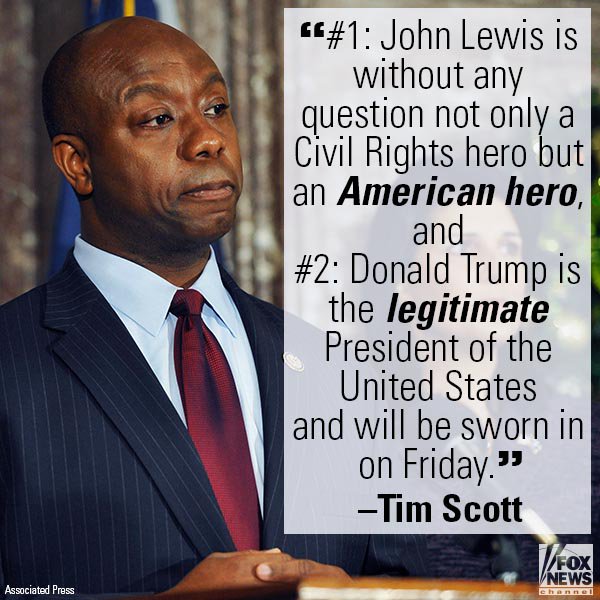 “#1: John Lewis is
without any
question not only a
Civil Rights hero but
an American hero,
and
#2: Donald Trump is
the legitimate
President of the
United States
and will be sworn in
on Friday.”
–Tim Scott
Associated Press
FOX
NEWS
channel